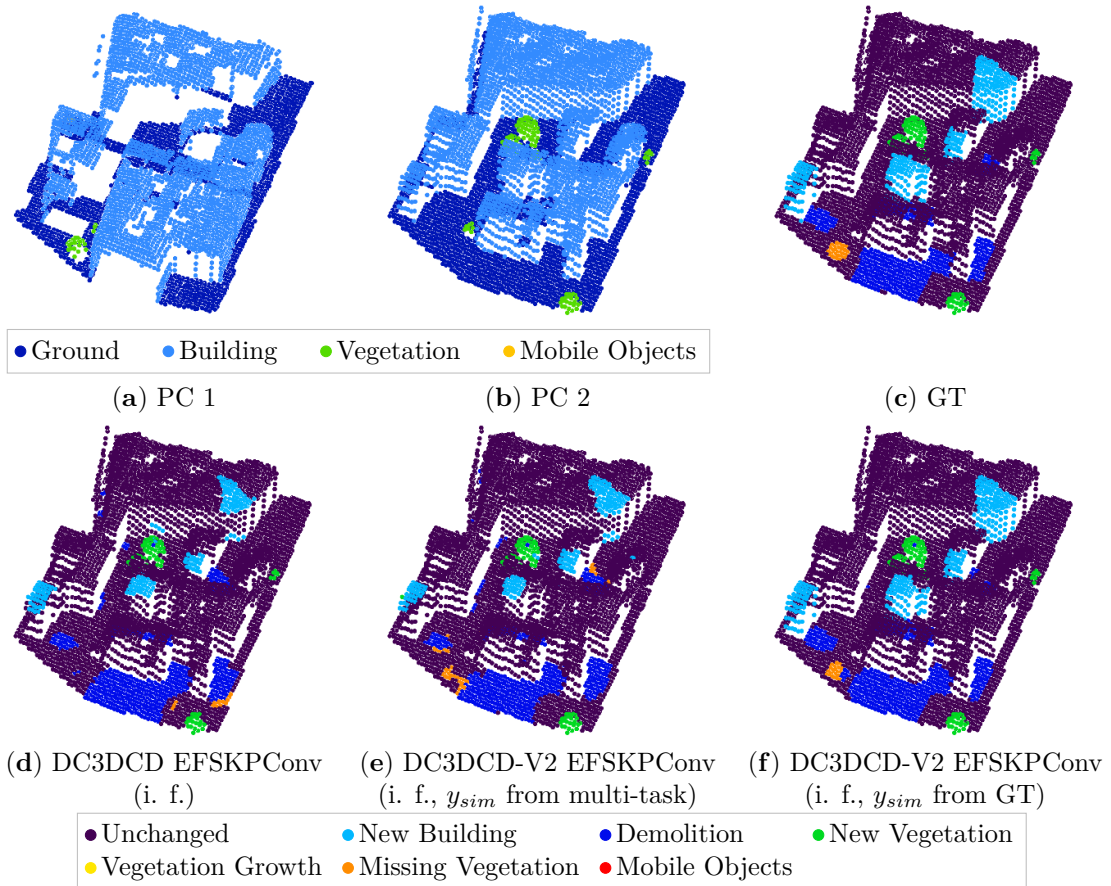 Ground Building Vegetation Mobile Objects
(a) PC 1 (b) PC 2 (c) GT
(d) DC3DCD EFSKPConv (e) DC3DCD-V2 EFSKPConv (f) DC3DCD-V2 EFSKPConv
(i. f.) (i. f., y_sim from multi-task) (i. f., y_sim from GT)
Unchanged New Building Demolition New Vegetation
Vegetation Growth Missing Vegetation Mobile Objects